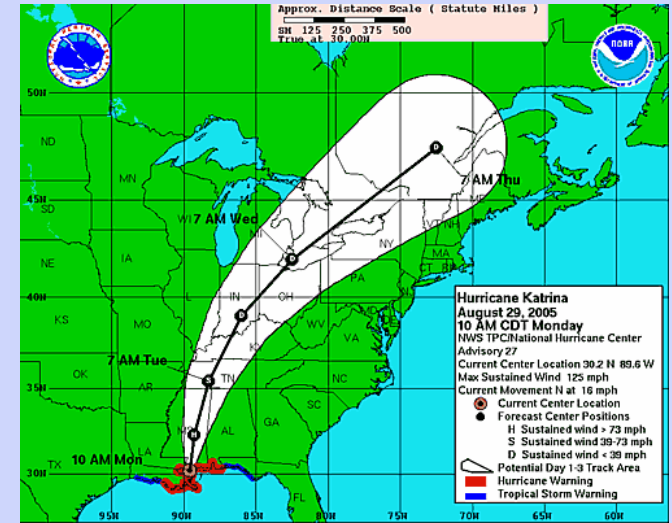 Approx. Distance Scale ( Statute Miles )
SM 125 250 375 500
True at 30.00N
NOAA
50N
ND
MN
7 AM Thu
45N
SD
WI
7 AM Wed
MI
ME
VT NH
NY
MA
CT RI
NE
IA
PA
40N
IN
OH
MD
DE
WV
VA
KS
MO
KY
7 AM Tue
OK
AR
TN
NC
35N
SC
MS
AL
GA
10 AM Mon
LA
TX
30N
FL
95W 90W 85W 80W 75W 70W 65W 60W
Hurricane Katrina
August 29, 2005
10 AM CDT Monday
NWS TPC/National Hurricane Center
Advisory 27
Current Center Location 30.2 N 89.6 W
Max Sustained Wind 125 mph
Current Movement N at 16 mph
Current Center Location
Forecast Center Positions
H Sustained wind > 73 mph
S Sustained wind 39-73 mph
D Sustained wind < 39 mph
Potential Day 1-3 Track Area
Hurricane Warning
Tropical Storm Warning
D
D
D
S
H